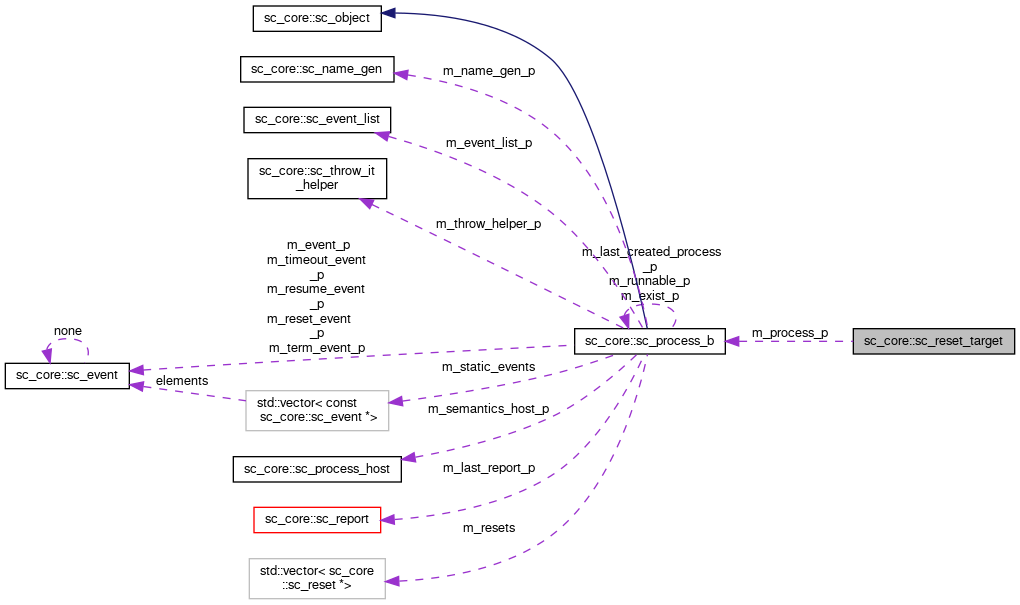 sc_core::sc_object
sc_core::sc_name_gen
m_name_gen_p
sc_core::sc_event_list
m_event_list_p
sc_core::sc_throw_it
_helper
m_throw_helper_p
m_event_p
m_timeout_event
_p
m_resume_event
_p
m_reset_event
_p
m_term_event_p
m_last_created_process
_p
m_runnable_p
m_exist_p
none
sc_core::sc_event
elements
sc_core::sc_process_b
m_process_p
sc_core::sc_reset_target
m_static_events
std::vector< const
sc_core::sc_event *>
m_semantics_host_p
sc_core::sc_process_host
m_last_report_p
sc_core::sc_report
m_resets
std::vector< sc_core
::sc_reset *>